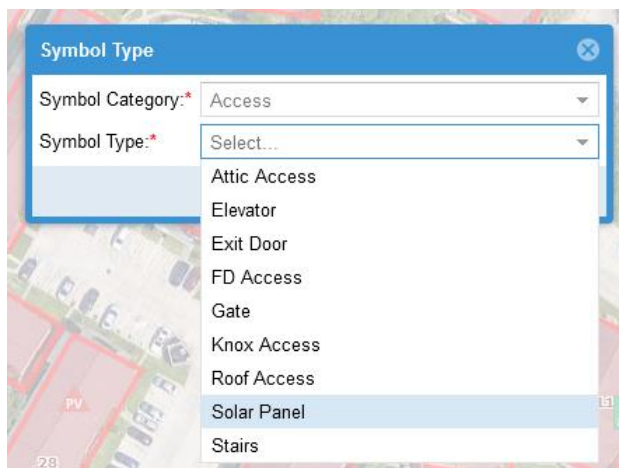 Symbol Type
Symbol Category:* Access
Symbol Type:* Select...
Attic Access
Elevator
Exit Door
FD Access
Gate
Knox Access
Roof Access
PV
Solar Panel
L1
Stairs
28